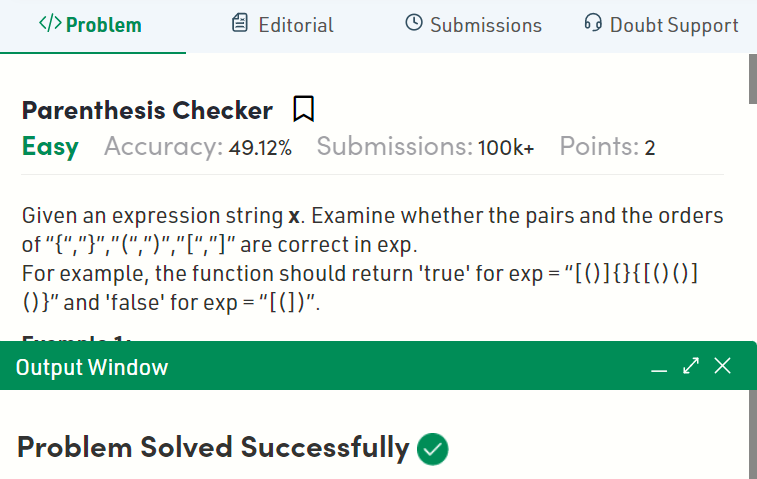 </> Problem Editorial Submissions Doubt Support
Parenthesis Checker
Easy Accuracy: 49.12% Submissions: 100k+ Points: 2
Given an expression string x. Examine whether the pairs and the orders
of “{“,”}”,”(“,”)”,”[“,”]” are correct in exp.
For example, the function should return 'true' for exp = “[()]{}{[()()]
()}” and 'false' for exp = “[(])”.
Example 1:
Output Window
Problem Solved Successfully